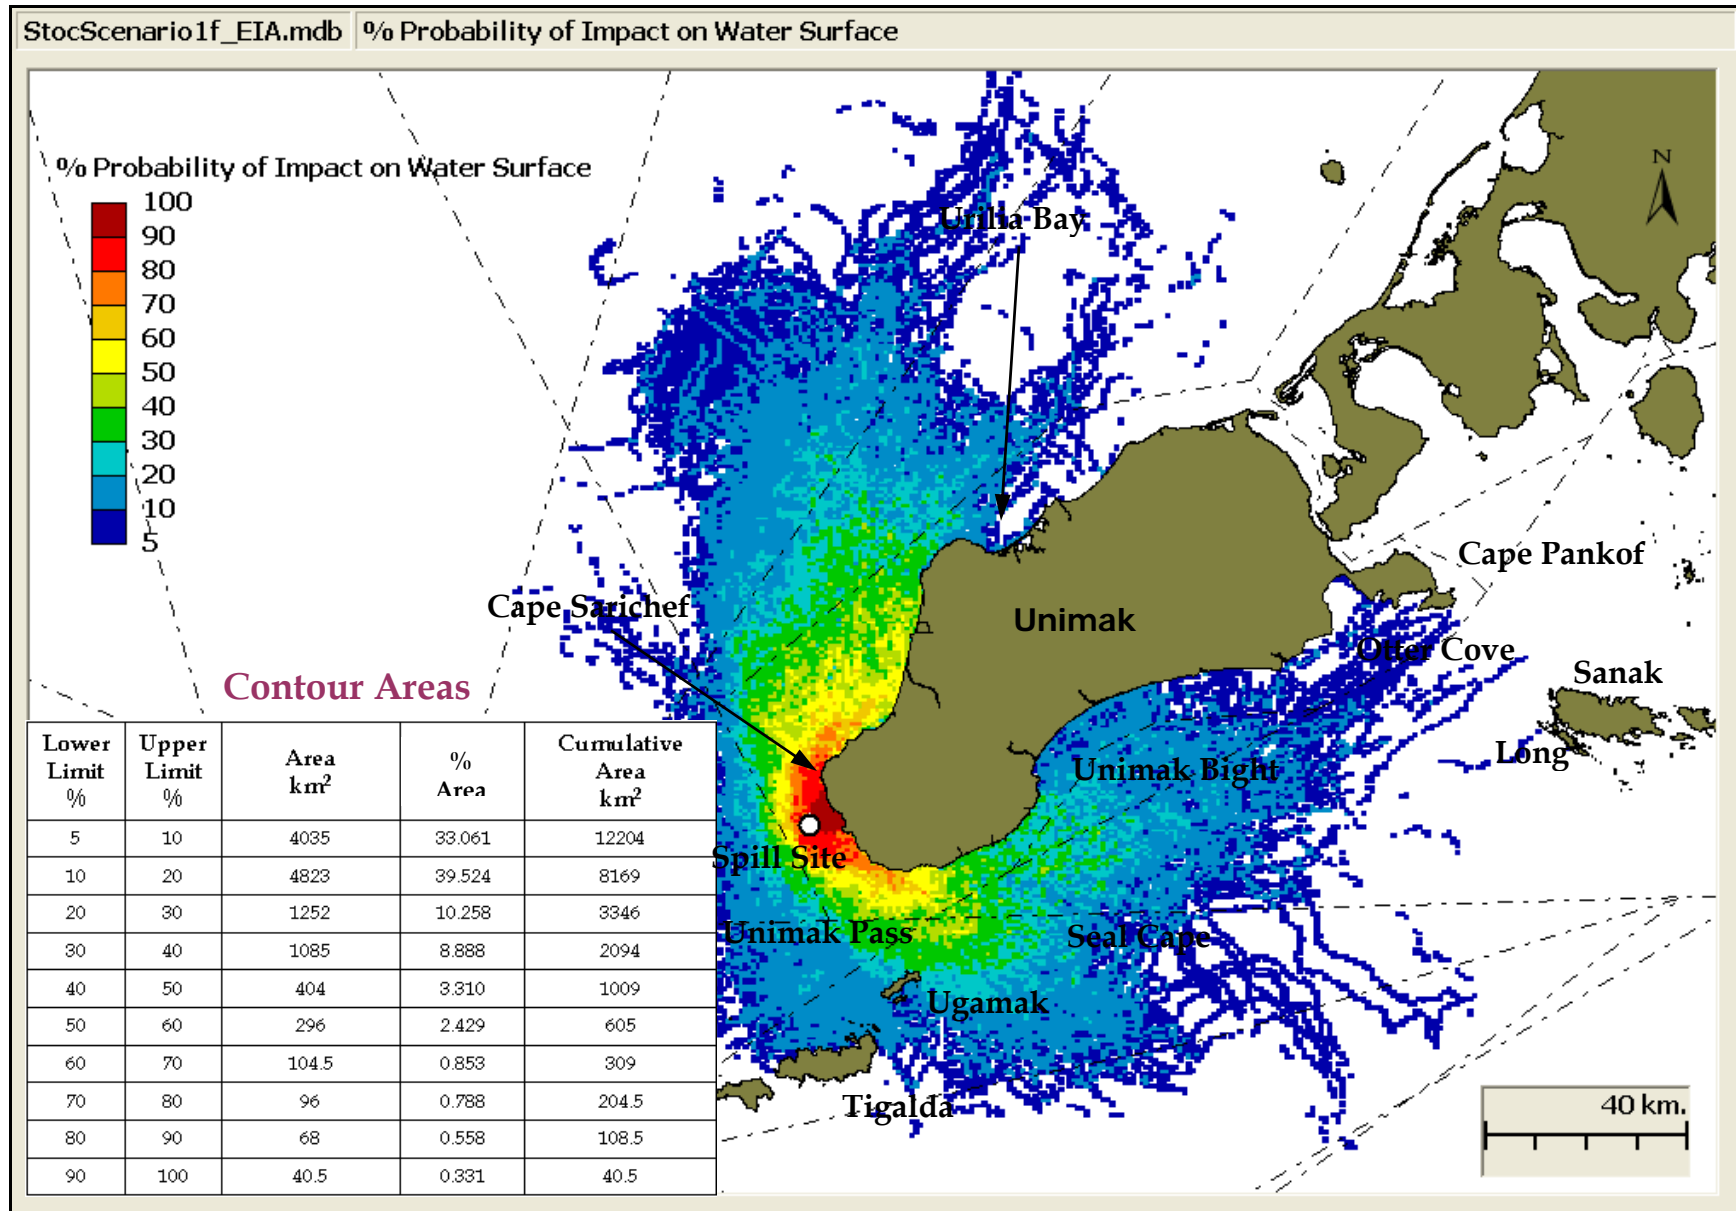 StocScenario1f_EIA.mdb % Probability of Impact on Water Surface
% Probability of Impact on Water Surface
100
90
80
70
60
50
40
30
20
10
5
N
Urilia Bay
Cape Pankof
Cape Sarichef
Unimak
Otter Cove
Sanak
Long
Unimak Bight
Spill Site
Unimak Pass
Seal Cape
Ugamak
Tigalda
40 km.
Contour Areas
Lower Limit % Upper Limit % Area km² % Area Cumulative Area km²
5 10 4035 33.061 12204
10 20 4823 39.524 8169
20 30 1252 10.258 3346
30 40 1085 8.888 2094
40 50 404 3.310 1009
50 60 296 2.429 605
60 70 104.5 0.853 309
70 80 96 0.788 204.5
80 90 68 0.558 108.5
90 100 40.5 0.331 40.5